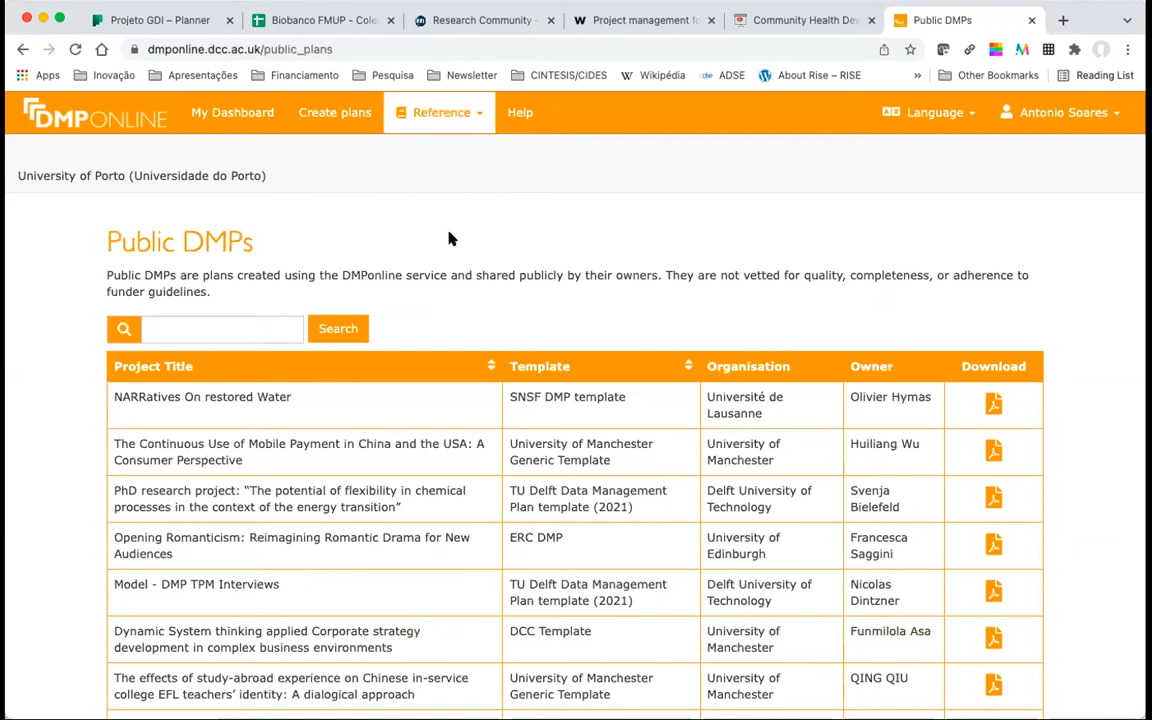 Projeto GDI – Planner
Biobanco FMUP - Cole
Research Community -
Project management fo
Community Health Dev
Public DMPs
dmponline.dcc.ac.uk/public_plans
Apps
Inovação
Apresentações
Financiamento
Pesquisa
Newsletter
CINTESIS/CIDES
Wikipédia
ADSE
About Rise – RISE
»
Other Bookmarks
Reading List
DMPONLINE
My Dashboard
Create plans
Reference
Help
Language
Antonio Soares
University of Porto (Universidade do Porto)
Public DMPs
Public DMPs are plans created using the DMPonline service and shared publicly by their owners. They are not vetted for quality, completeness, or adherence to
funder guidelines.
Search
Project Title Template Organisation Owner Download
NARRatives On restored Water SNSF DMP template Université de Olivier Hymas
Lausanne
The Continuous Use of Mobile Payment in China and the USA: A University of Manchester University of Huiliang Wu
Consumer Perspective Generic Template Manchester
PhD research project: “The potential of flexibility in chemical TU Delft Data Management Delft University of Svenja
processes in the context of the energy transition” Plan template (2021) Technology Bielefeld
Opening Romanticism: Reimagining Romantic Drama for New ERC DMP University of Francesca
Audiences Edinburgh Saggini
Model - DMP TPM Interviews TU Delft Data Management Delft University of Nicolas
Plan template (2021) Technology Dintzner
Dynamic System thinking applied Corporate strategy DCC Template University of Funmilola Asa
development in complex business environments Manchester
The effects of study-abroad experience on Chinese in-service University of Manchester University of QING QIU
college EFL teachers’ identity: A dialogical approach Generic Template Manchester